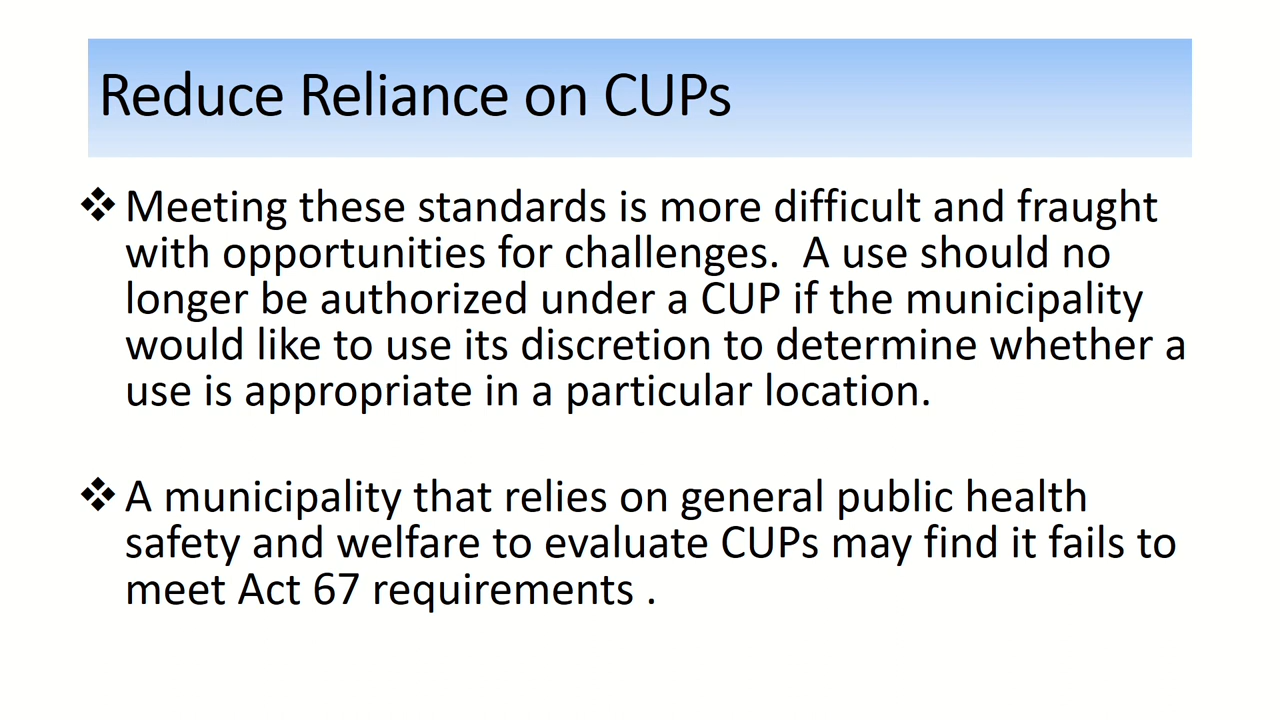 Reduce Reliance on CUPs
❖ Meeting these standards is more difficult and fraught
with opportunities for challenges.  A use should no
longer be authorized under a CUP if the municipality
would like to use its discretion to determine whether a
use is appropriate in a particular location.
❖ A municipality that relies on general public health
safety and welfare to evaluate CUPs may find it fails to
meet Act 67 requirements .